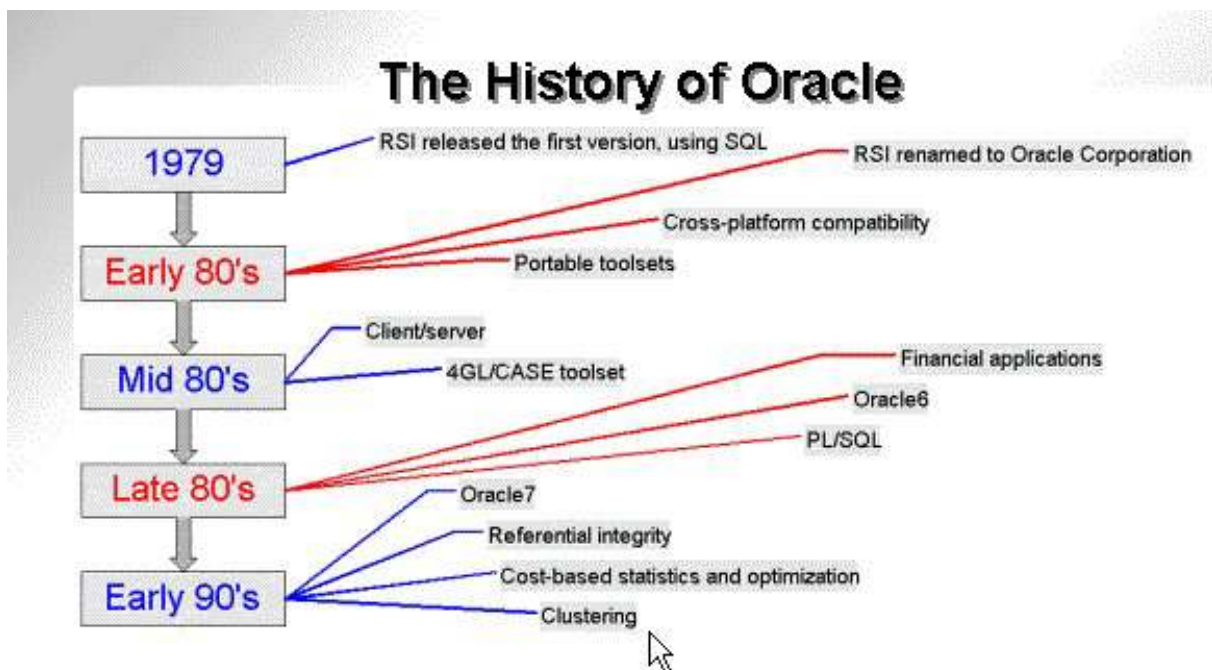 The History of Oracle
1979
RSI released the first version, using SQL
RSI renamed to Oracle Corporation
Cross-platform compatibility
Early 80's
Portable toolsets
Client/server
Mid 80's
4GL/CASE toolset
Financial applications
Oracle6
PL/SQL
Late 80's
Oracle7
Referential integrity
Cost-based statistics and optimization
Early 90's
Clustering